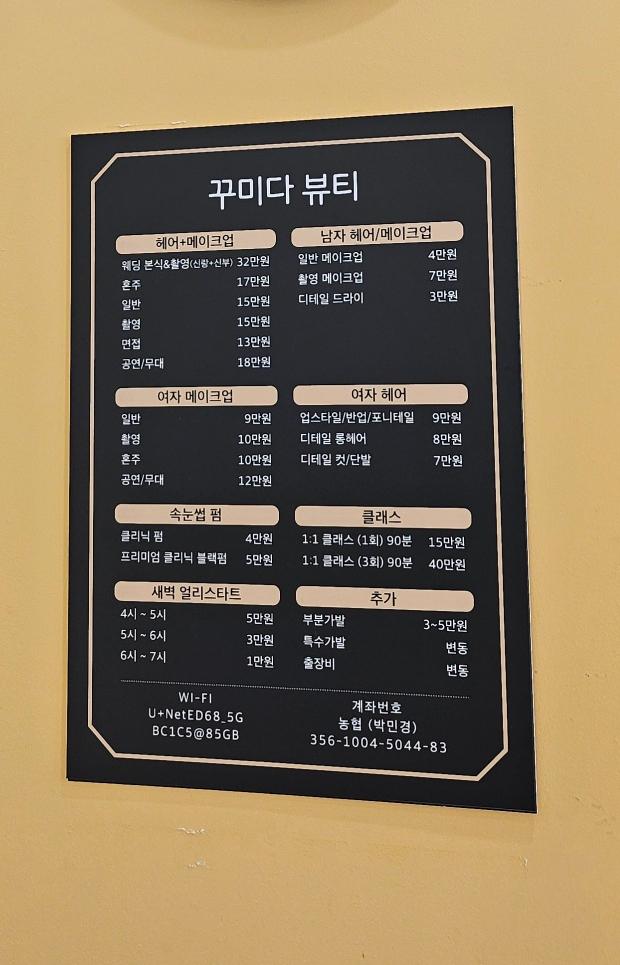 꾸미다 뷰티
헤어+메이크업
웨딩 본식&촬영(신랑+신부) 32만원
혼주 17만원
일반 15만원
촬영 15만원
면접 13만원
공연/무대 18만원
남자 헤어/메이크업
일반 메이크업 4만원
촬영 메이크업 7만원
디테일 드라이 3만원
여자 메이크업
일반 9만원
촬영 10만원
혼주 10만원
공연/무대 12만원
여자 헤어
업스타일/반업/포니테일 9만원
디테일 롱헤어 8만원
디테일 컷/단발 7만원
속눈썹 펌
클리닉 펌 4만원
프리미엄 클리닉 블랙펌 5만원
클래스
1:1 클래스 (1회) 90분 15만원
1:1 클래스 (3회) 90분 40만원
새벽 얼리스타트
4시 ~ 5시 5만원
5시 ~ 6시 3만원
6시 ~ 7시 1만원
추가
부분가발 3~5만원
특수가발 변동
출장비 변동
WI-FI
U+NetED68_5G
BC1C5@85GB
계좌번호
농협 (박민경)
356-1004-5044-83